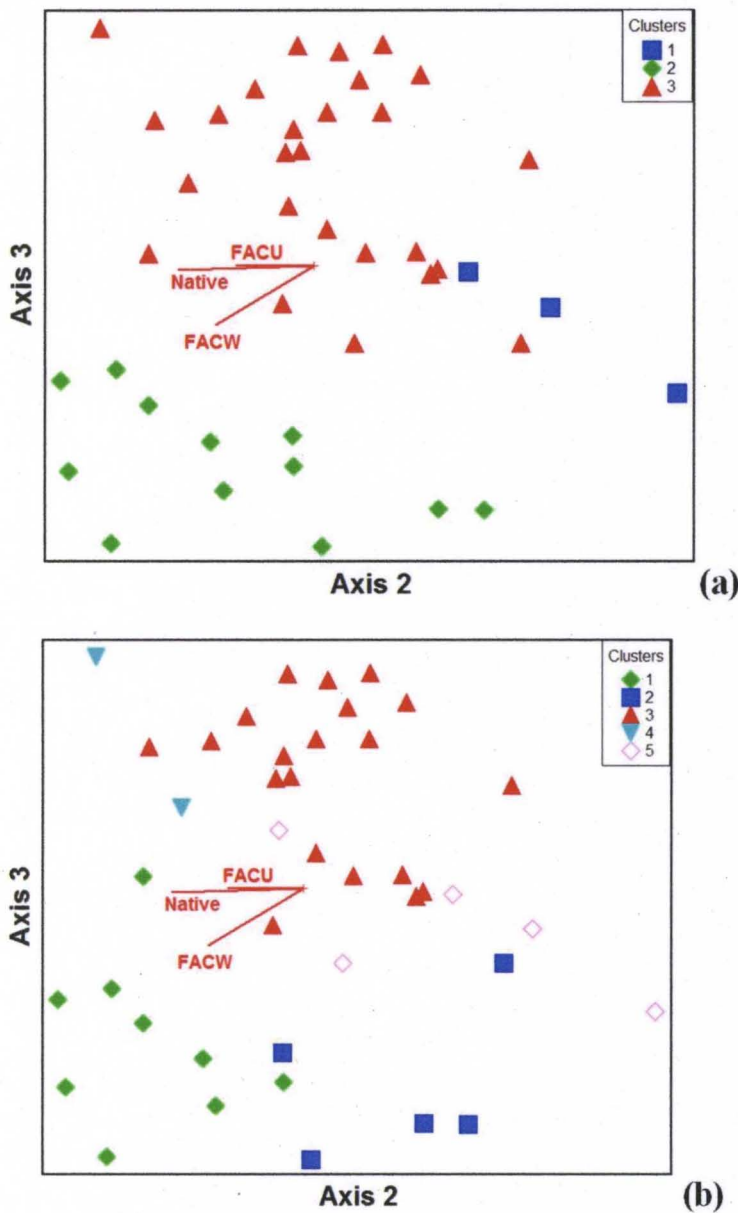 Clusters
1
2
3
FACU
Native
FACW
Axis 3
Axis 2
(a)
Clusters
1
2
3
4
5
FACU
Native
FACW
Axis 3
Axis 2
(b)